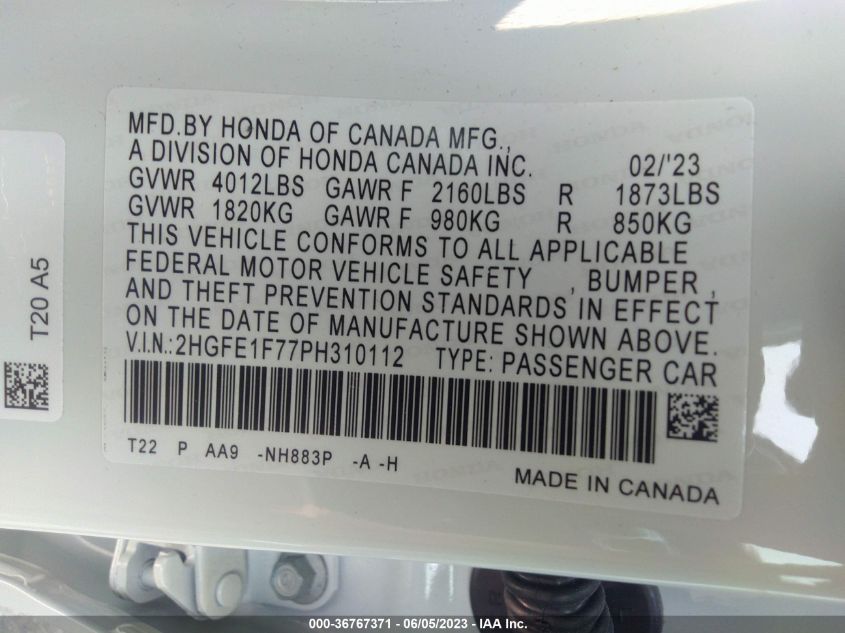 MFD.BY HONDA OF CANADA MFG.,
A DIVISION OF HONDA CANADA INC. 02/'23
GVWR 4012LBS GAWR F 2160LBS R 1873LBS
GVWR 1820KG GAWR F 980KG R 850KG
THIS VEHICLE CONFORMS TO ALL APPLICABLE
FEDERAL MOTOR VEHICLE SAFETY , BUMPER ,
AND THEFT PREVENTION STANDARDS IN EFFECT
ON THE DATE OF MANUFACTURE SHOWN ABOVE.
V.I.N.:2HGFE1F77PH310112 TYPE: PASSENGER CAR
T22 P AA9 -NH883P -A -H
MADE IN CANADA
T20 A5
000-36767371 - 06/05/2023 - IAA Inc.